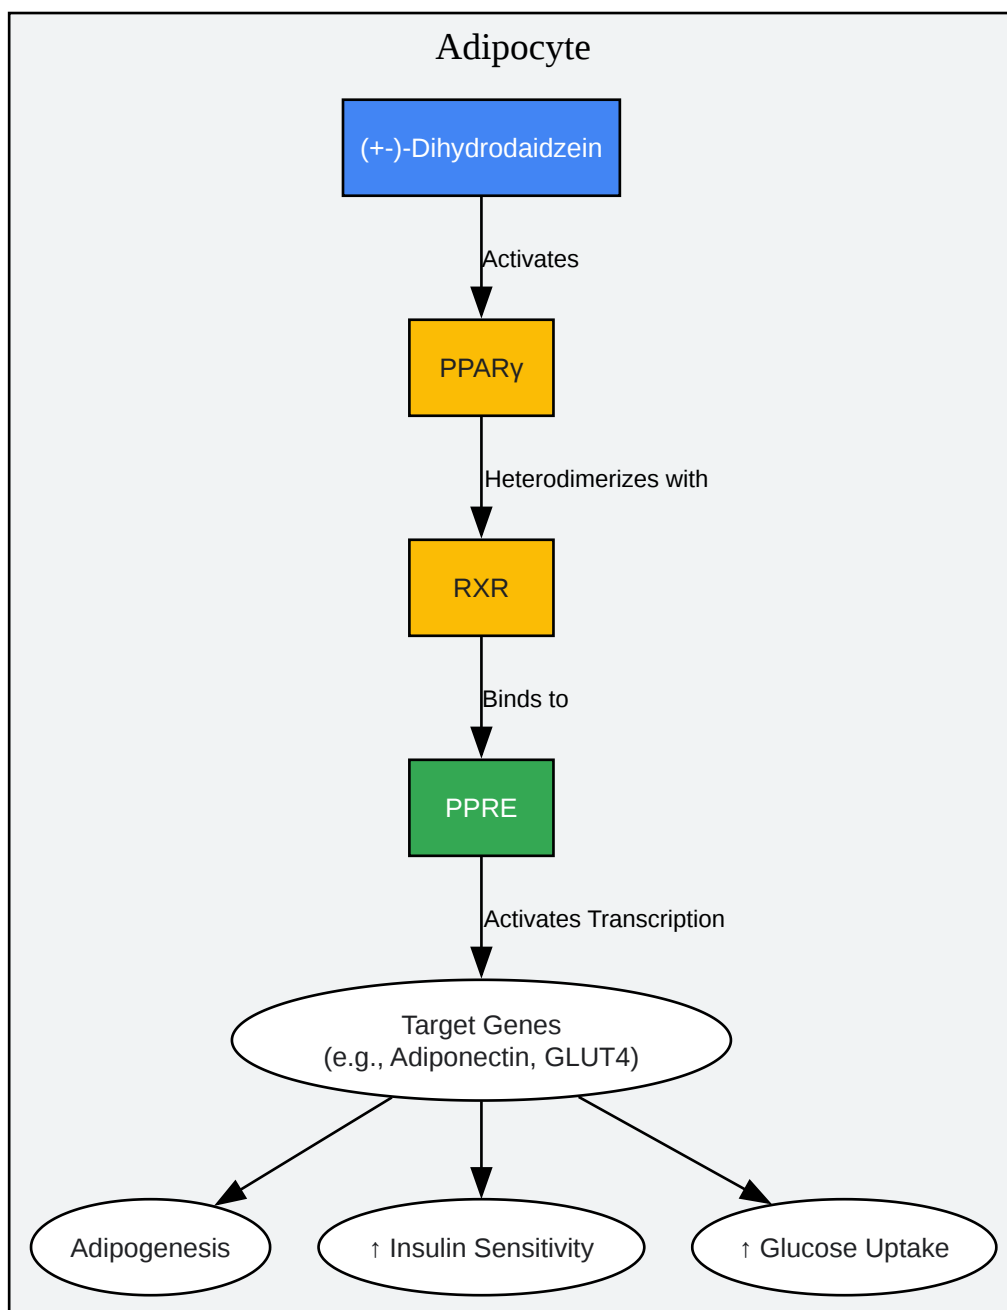 Adipocyte
(+-)-Dihydrodaidzein
Activates
PPARγ
Heterodimerizes with
RXR
Binds to
PPRE
Activates Transcription
Target Genes
(e.g., Adiponectin, GLUT4)
Adipogenesis
↑ Insulin Sensitivity
↑ Glucose Uptake